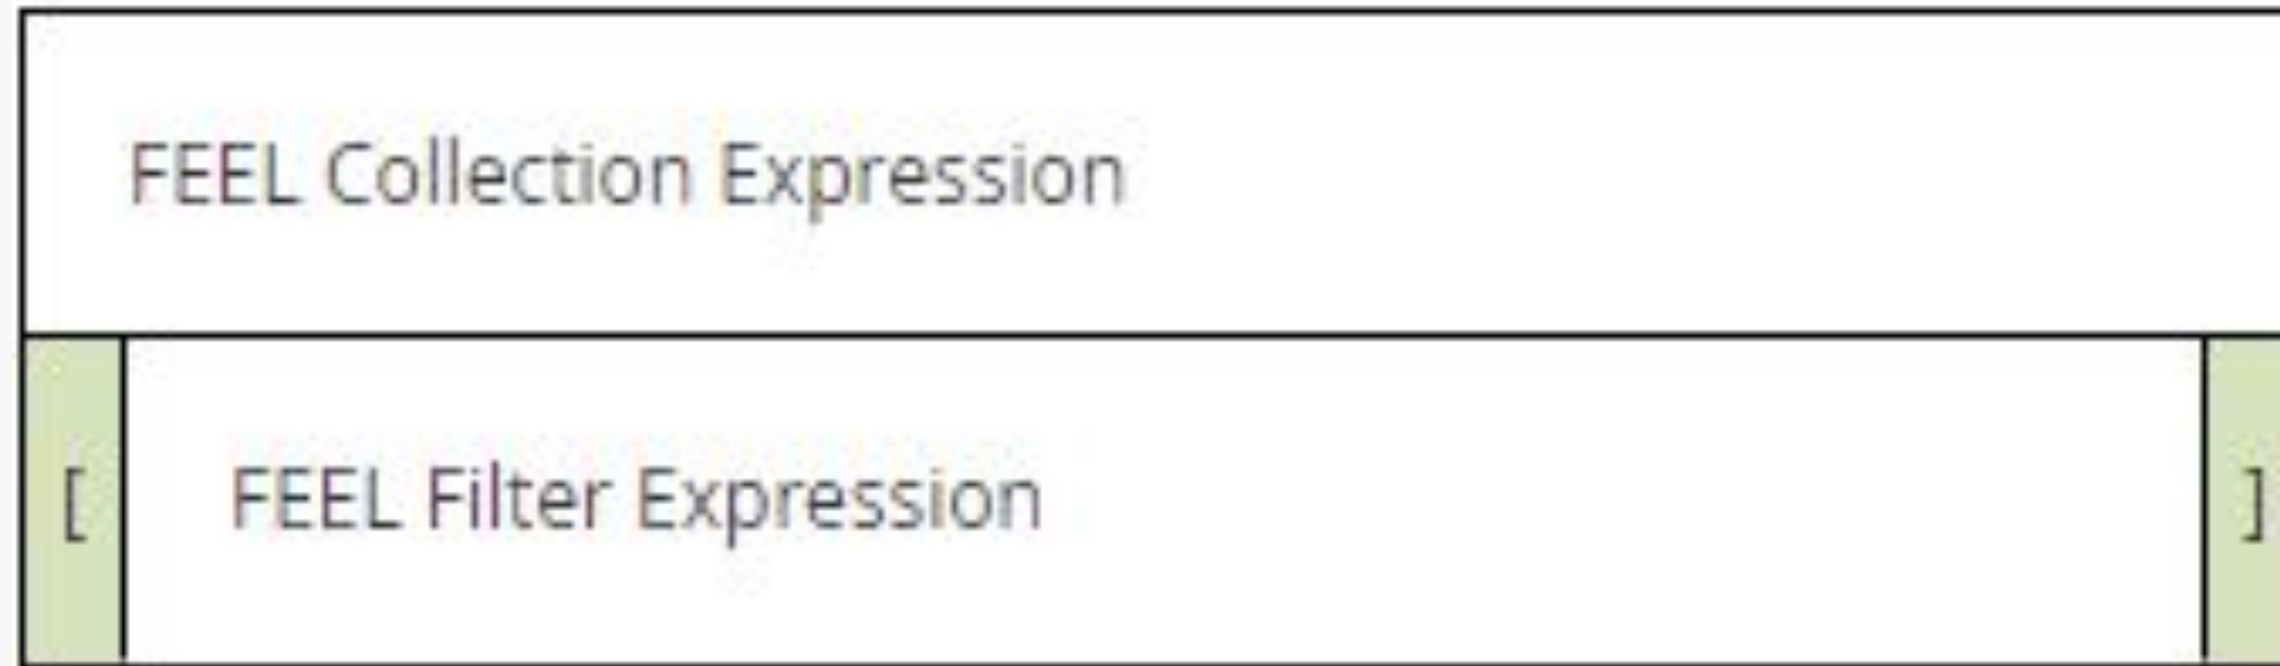 FEEL Collection Expression
[ FEEL Filter Expression ]